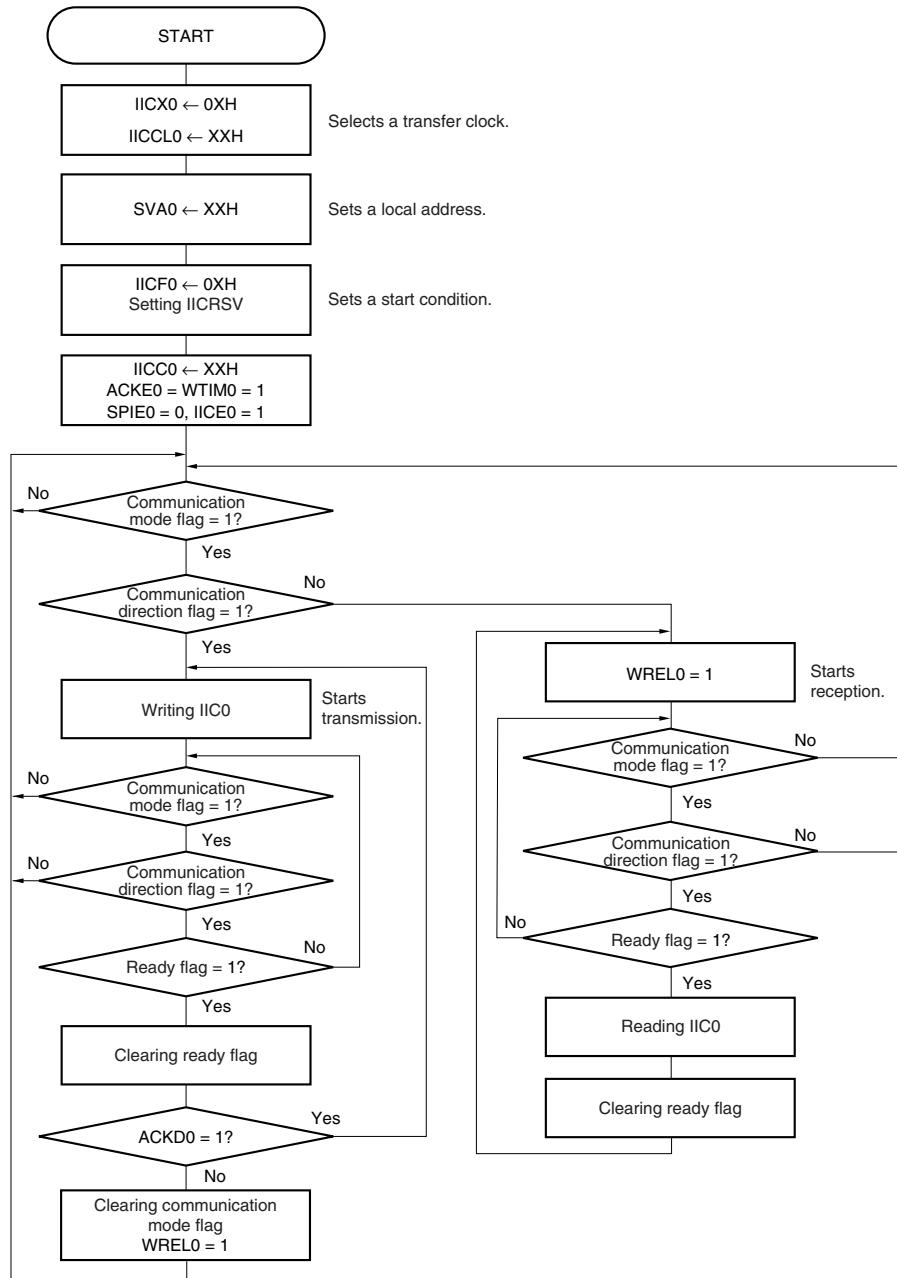 START
IICX0 ← 0XH
IICCL0 ← XXH
Selects a transfer clock.
SVA0 ← XXH
Sets a local address.
IICF0 ← 0XH
Setting IICRSV
Sets a start condition.
IICC0 ← XXH
ACKE0 = WTIM0 = 1
SPIE0 = 0, IICE0 = 1
No
Communication
mode flag = 1?
Yes
No
Communication
direction flag = 1?
Yes
Writing IIC0
Starts
transmission.
No
Communication
mode flag = 1?
Yes
No
Communication
direction flag = 1?
Yes
No
Ready flag = 1?
Yes
Clearing ready flag
Yes
ACKD0 = 1?
No
Clearing communication
mode flag
WREL0 = 1
WREL0 = 1
Starts
reception.
No
Communication
mode flag = 1?
Yes
No
Communication
direction flag = 1?
Yes
No
Ready flag = 1?
Yes
Reading IIC0
Clearing ready flag